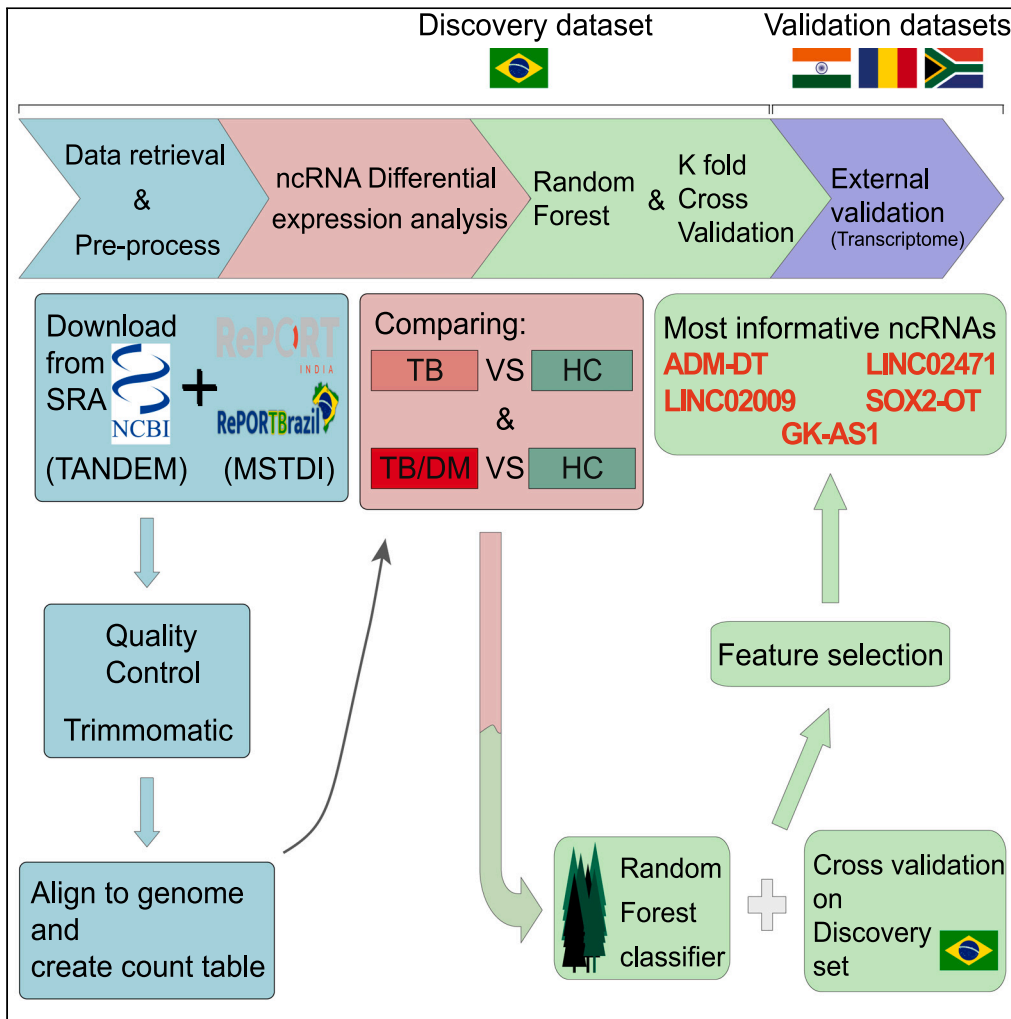 Discovery dataset
Validation datasets
Data retrieval
&
Pre-process
ncRNA Differential
expression analysis
Random
Forest
&
K fold
Cross
Validation
External
validation
(Transcriptome)
Download
from
SRA
NCBI
+
RePORT
INDIA
RePORTBrazil
(TANDEM)
(MSTDI)
Comparing:
TB VS HC
&
TB/DM VS HC
Most informative ncRNAs
ADM-DT LINC02471
LINC02009 SOX2-OT
GK-AS1
Quality
Control
Trimmomatic
Feature selection
Align to genome
and
create count table
Random
Forest
classifier
Cross validation
on
Discovery
set